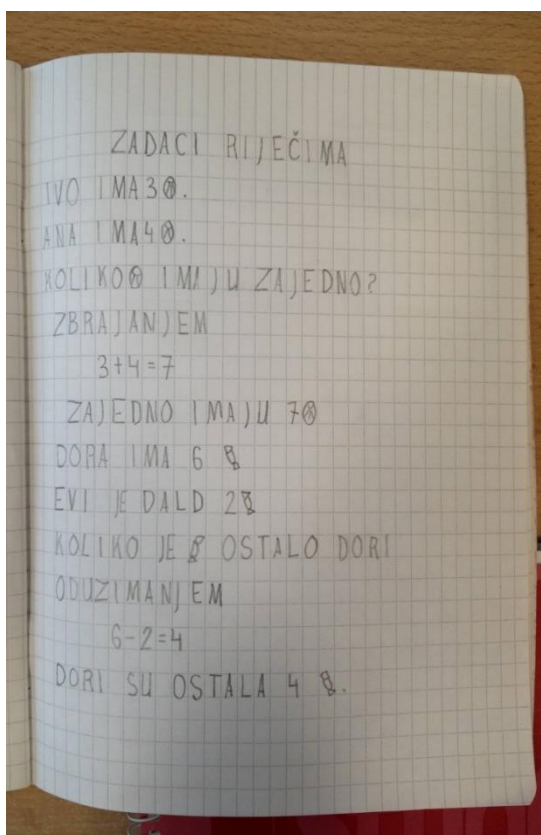 ZADACI RIJEČIMA
IVO IMA 3 .
ANA IMA 4 .
KOLIKO IMAJU ZAJEDNO?
ZBRAJANJEM
3+4=7
ZAJEDNO IMAJU 7
DORA IMA 6
EVI JE DALD 2
KOLIKO JE OSTALO DORI
ODUZIMANJEM
6-2=4
DORI SU OSTALA 4 .